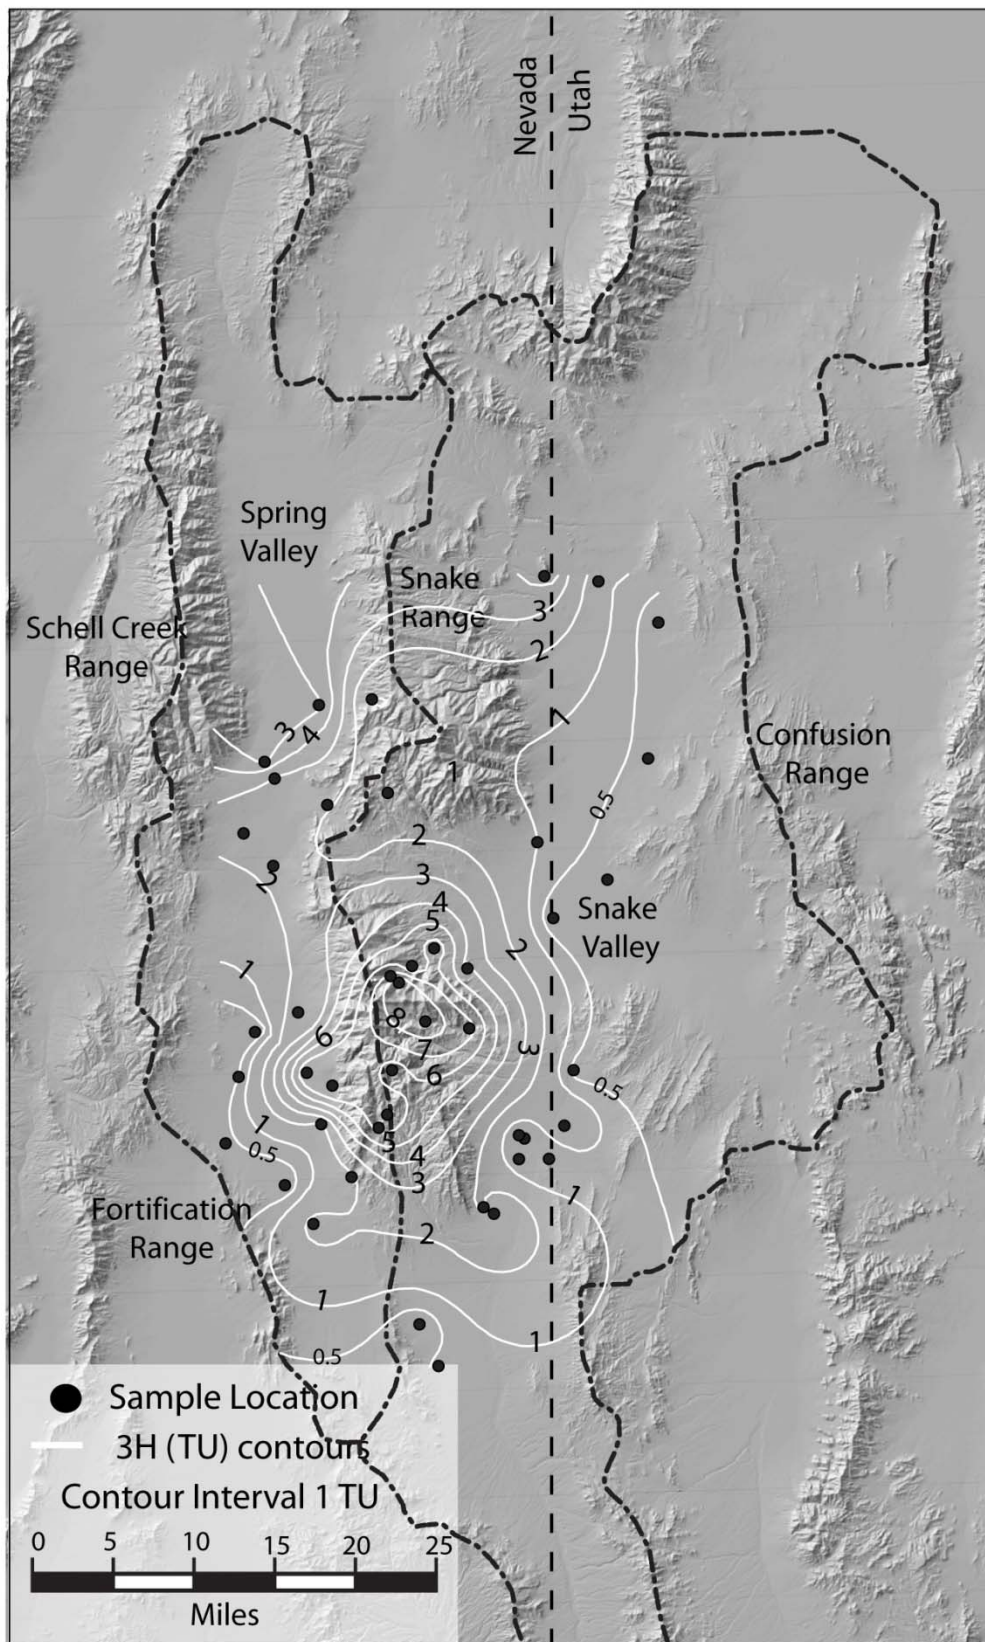 Nevada
Utah
Spring
Valley
Snake
Range
3
2
Schell Creek
Range
1
3
4
Confusion
Range
1
0.5
2
2
3
4
5
Snake
Valley
2
1
8
6
7
3
6
0.5
1
5
4
0.5
3
1
Fortification
Range
2
1
1
0.5
Sample Location
3H (TU) contours
Contour Interval 1 TU
0 5 10 15 20 25
Miles